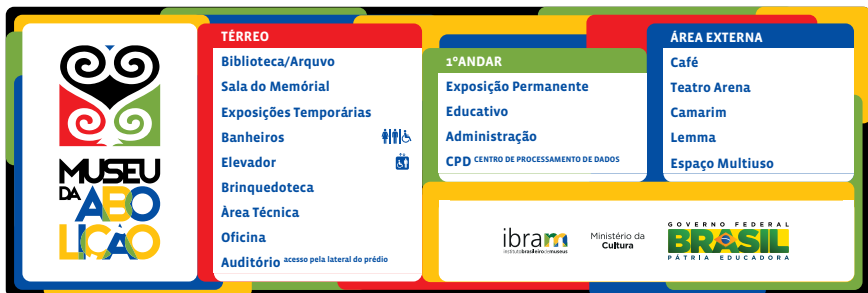 MUSEU
DA ABO
LIÇÃO
TÉRREO
Biblioteca/Arquvo
Sala do Memórial
Exposições Temporárias
Banheiros
Elevador
Brinquedoteca
Àrea Técnica
Oficina
Auditório acesso pela lateral do prédio
1ºANDAR
Exposição Permanente
Educativo
Administração
CPD CENTRO DE PROCESSAMENTO DE DADOS
ÁREA EXTERNA
Café
Teatro Arena
Camarim
Lemma
Espaço Multiuso
ibram
institutobrasileirodemuseus
Ministério da
Cultura
GOVERNO FEDERAL
BRASIL
PÁTRIA EDUCADORA